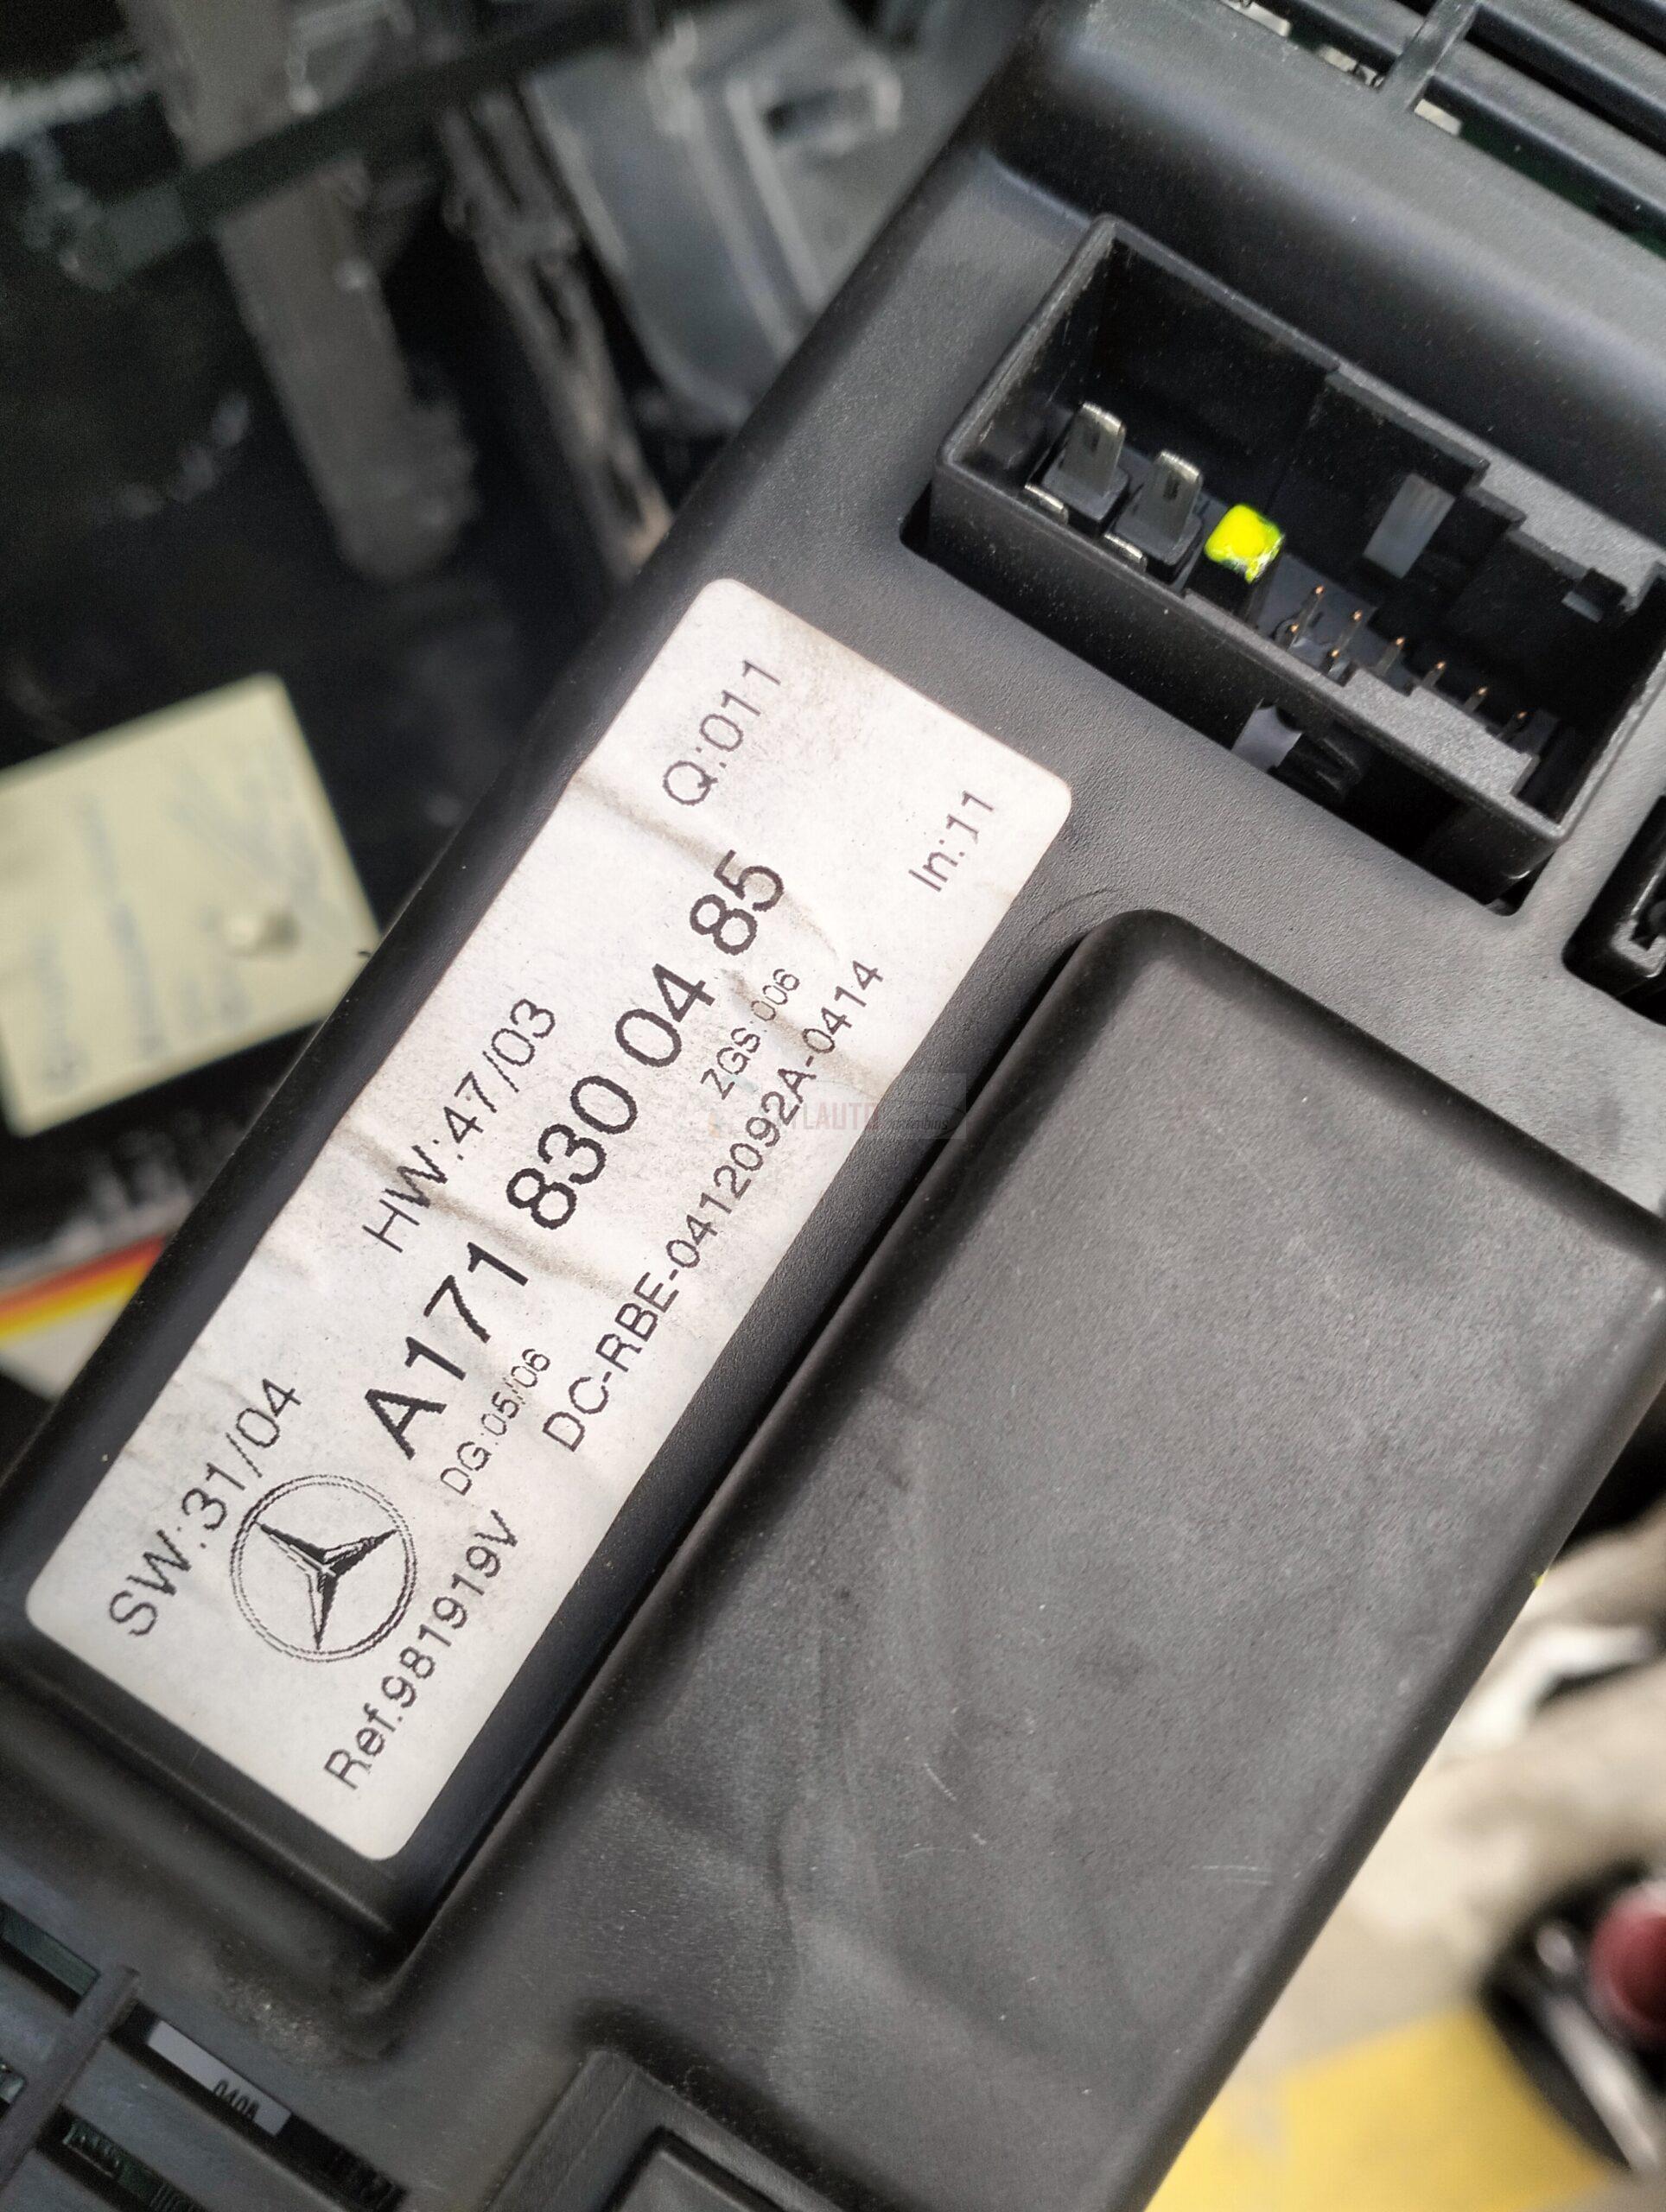 Q:011
In:11
SW:31/04 HW:47/03
A171 830 04 85
DG:05/06 ZGS:006
Ref.981919V DC-RBE-0412092A-0414